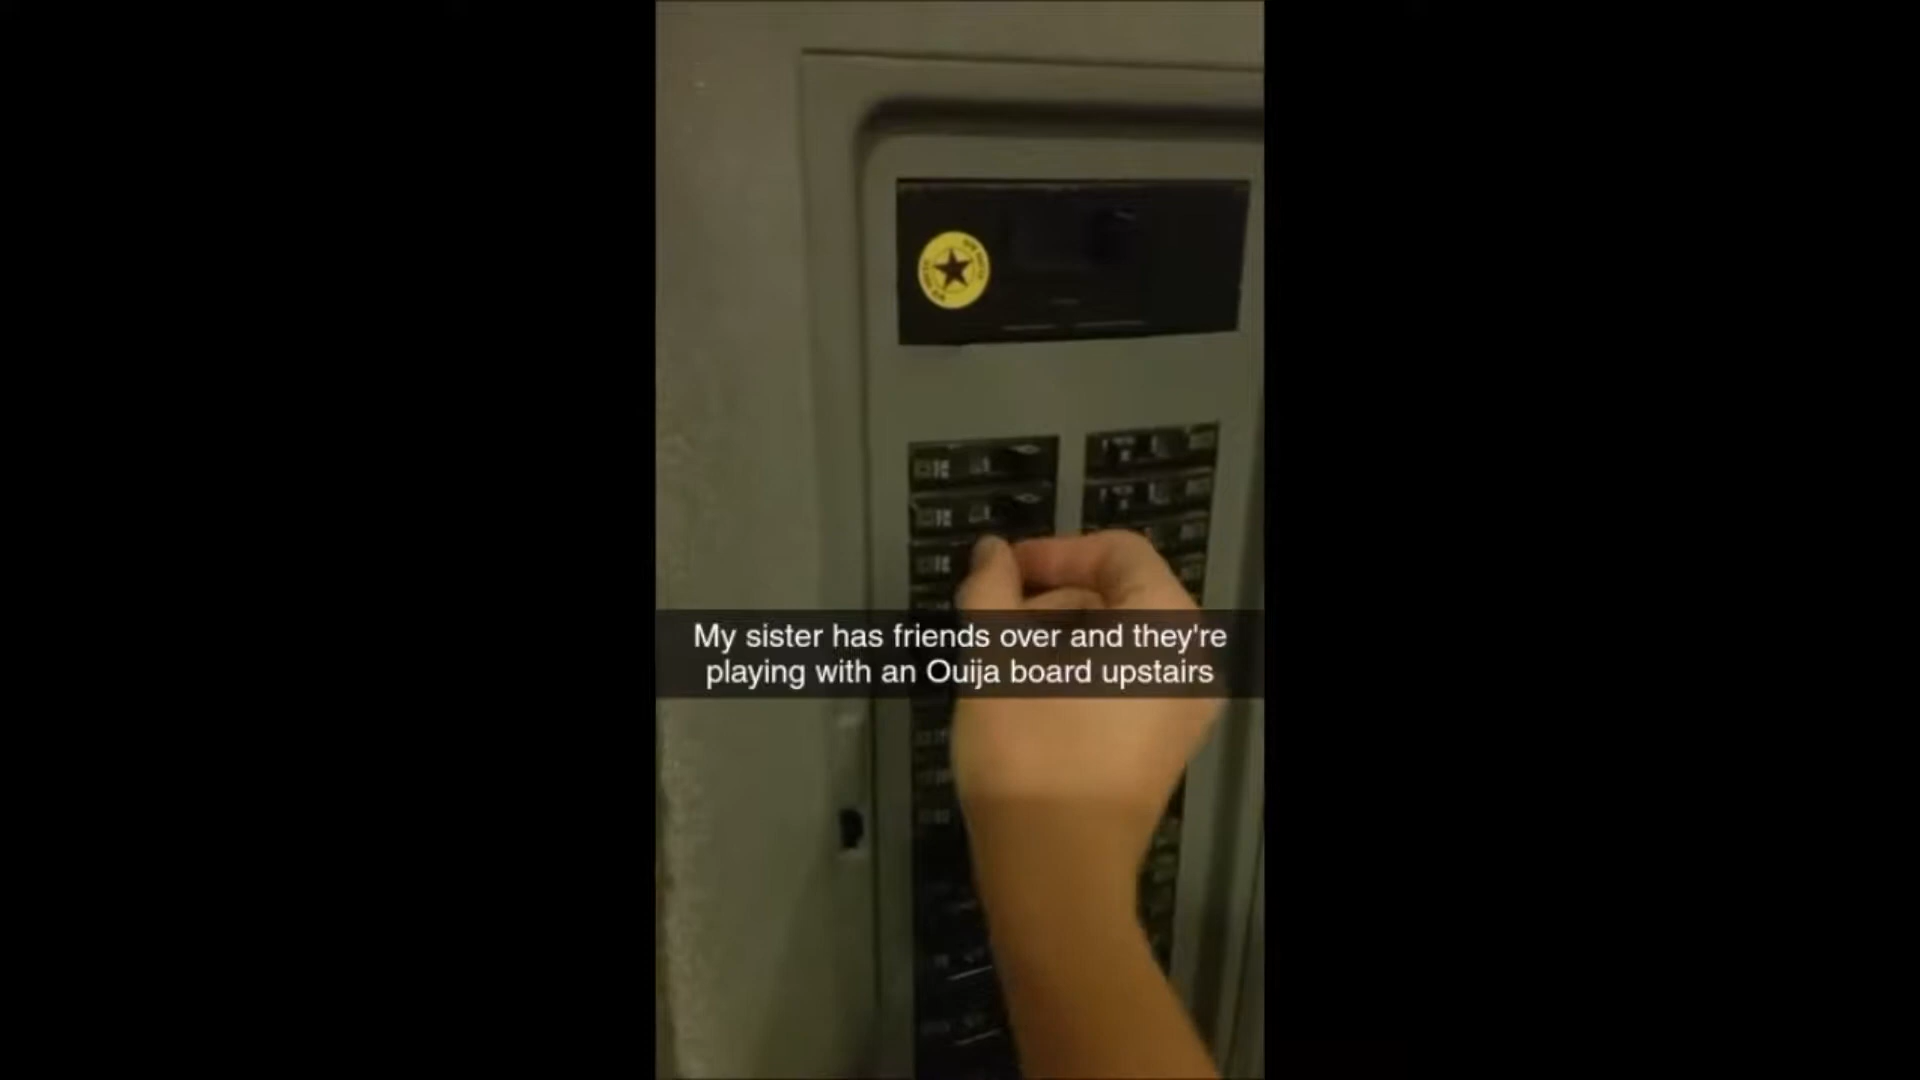 My sister has friends over and they're
playing with an Ouija board upstairs